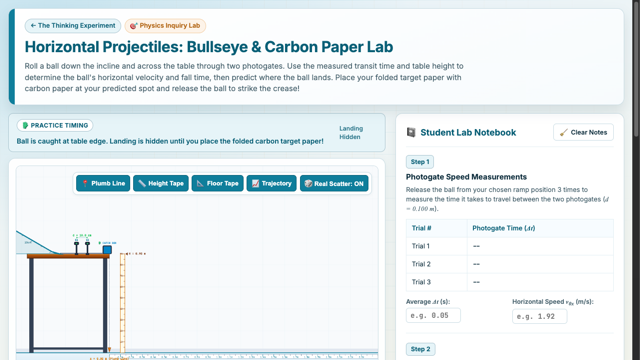 ← The Thinking Experiment
🎯 Physics Inquiry Lab
Horizontal Projectiles: Bullseye & Carbon Paper Lab
Roll a ball down the incline and across the table through two photogates. Use the measured transit time and table height to
determine the ball's horizontal velocity and fall time, then predict where the ball lands. Place your folded target paper with
carbon paper at your predicted spot and release the ball to strike the crease!
PRACTICE TIMING
Ball is caught at table edge. Landing is hidden until you place the folded carbon target paper!
Landing
Hidden
📍 Plumb Line
📏 Height Tape
📐 Floor Tape
📈 Trajectory
🎲 Real Scatter: ON
📓 Student Lab Notebook
🧹 Clear Notes
Step 1
Photogate Speed Measurements
Release the ball from your chosen ramp position 3 times to
measure the time it takes to travel between the two photogates (d
= 0.100 m).
Trial #
Photogate Time (Δt)
Trial 1
--
Trial 2
--
Trial 3
--
Average Δt (s):
Horizontal Speed vₕₓ (m/s):
e.g. 0.05
e.g. 1.92
Step 2